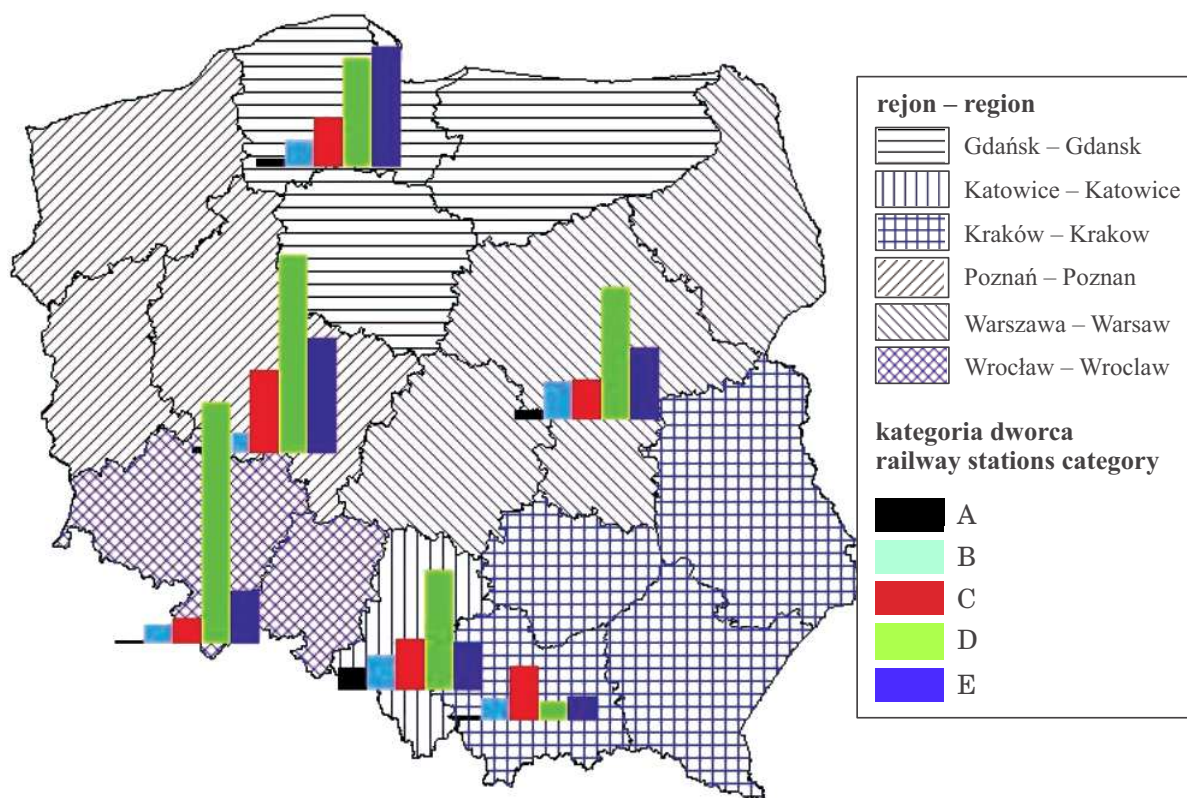 rejon – region
Gdańsk – Gdansk
Katowice – Katowice
Kraków – Krakow
Poznań – Poznan
Warszawa – Warsaw
Wrocław – Wroclaw
kategoria dworca
railway stations category
A
B
C
D
E